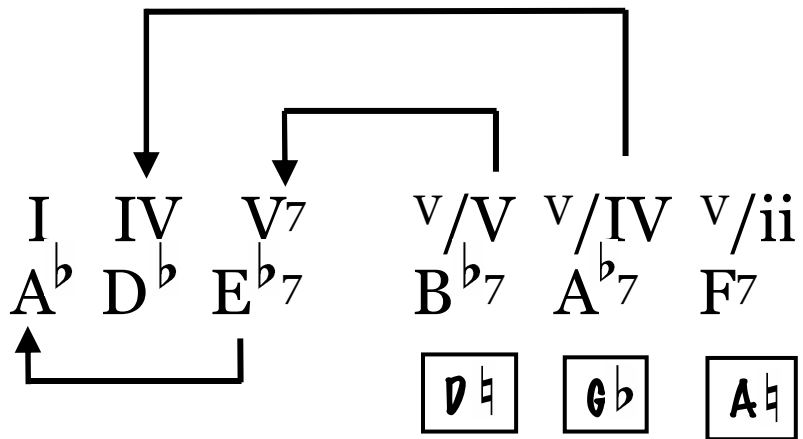 I IV V7 V/V V/IV V/ii
A♭ D♭ E♭7 B♭7 A♭7 F7
D♮ G♭ A♮